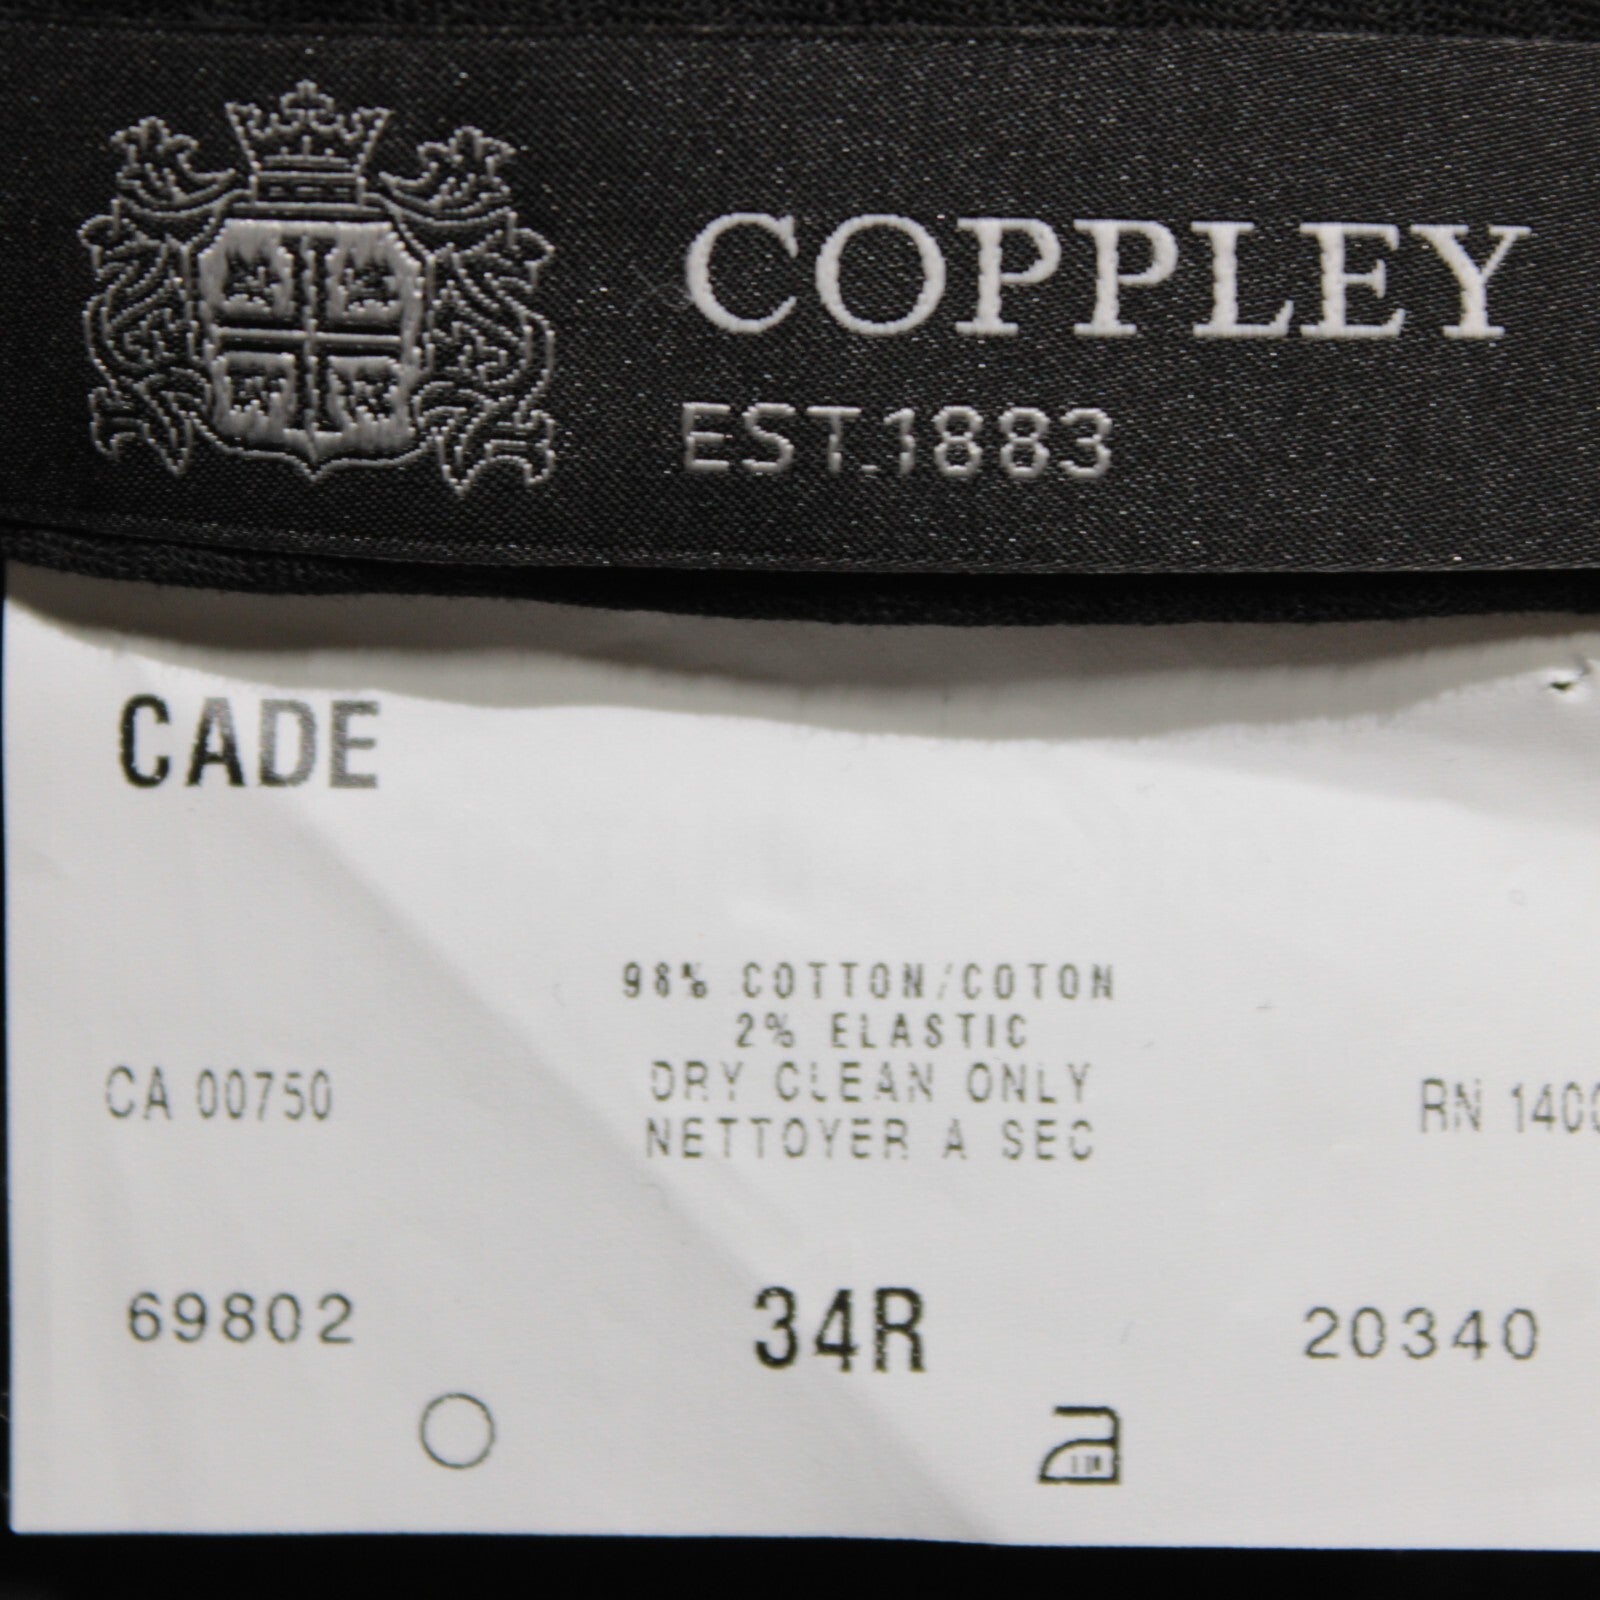 COPPLEY
EST.1883
CADE
98% COTTON/COTON
2% ELASTIC
DRY CLEAN ONLY
NETTOYER A SEC
CA 00750
RN
69802
34R
20340